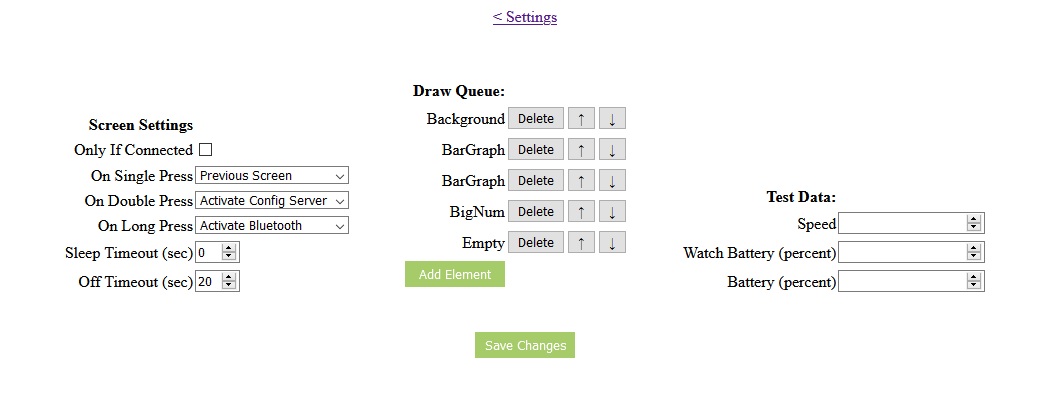 < Settings
Screen Settings
Only If Connected
On Single Press Previous Screen
On Double Press Activate Config Server
On Long Press Activate Bluetooth
Sleep Timeout (sec) 0
Off Timeout (sec) 20
Draw Queue:
Background Delete ↑ ↓
BarGraph Delete ↑ ↓
BarGraph Delete ↑ ↓
BigNum Delete ↑ ↓
Empty Delete ↑ ↓
Add Element
Test Data:
Speed
Watch Battery (percent)
Battery (percent)
Save Changes